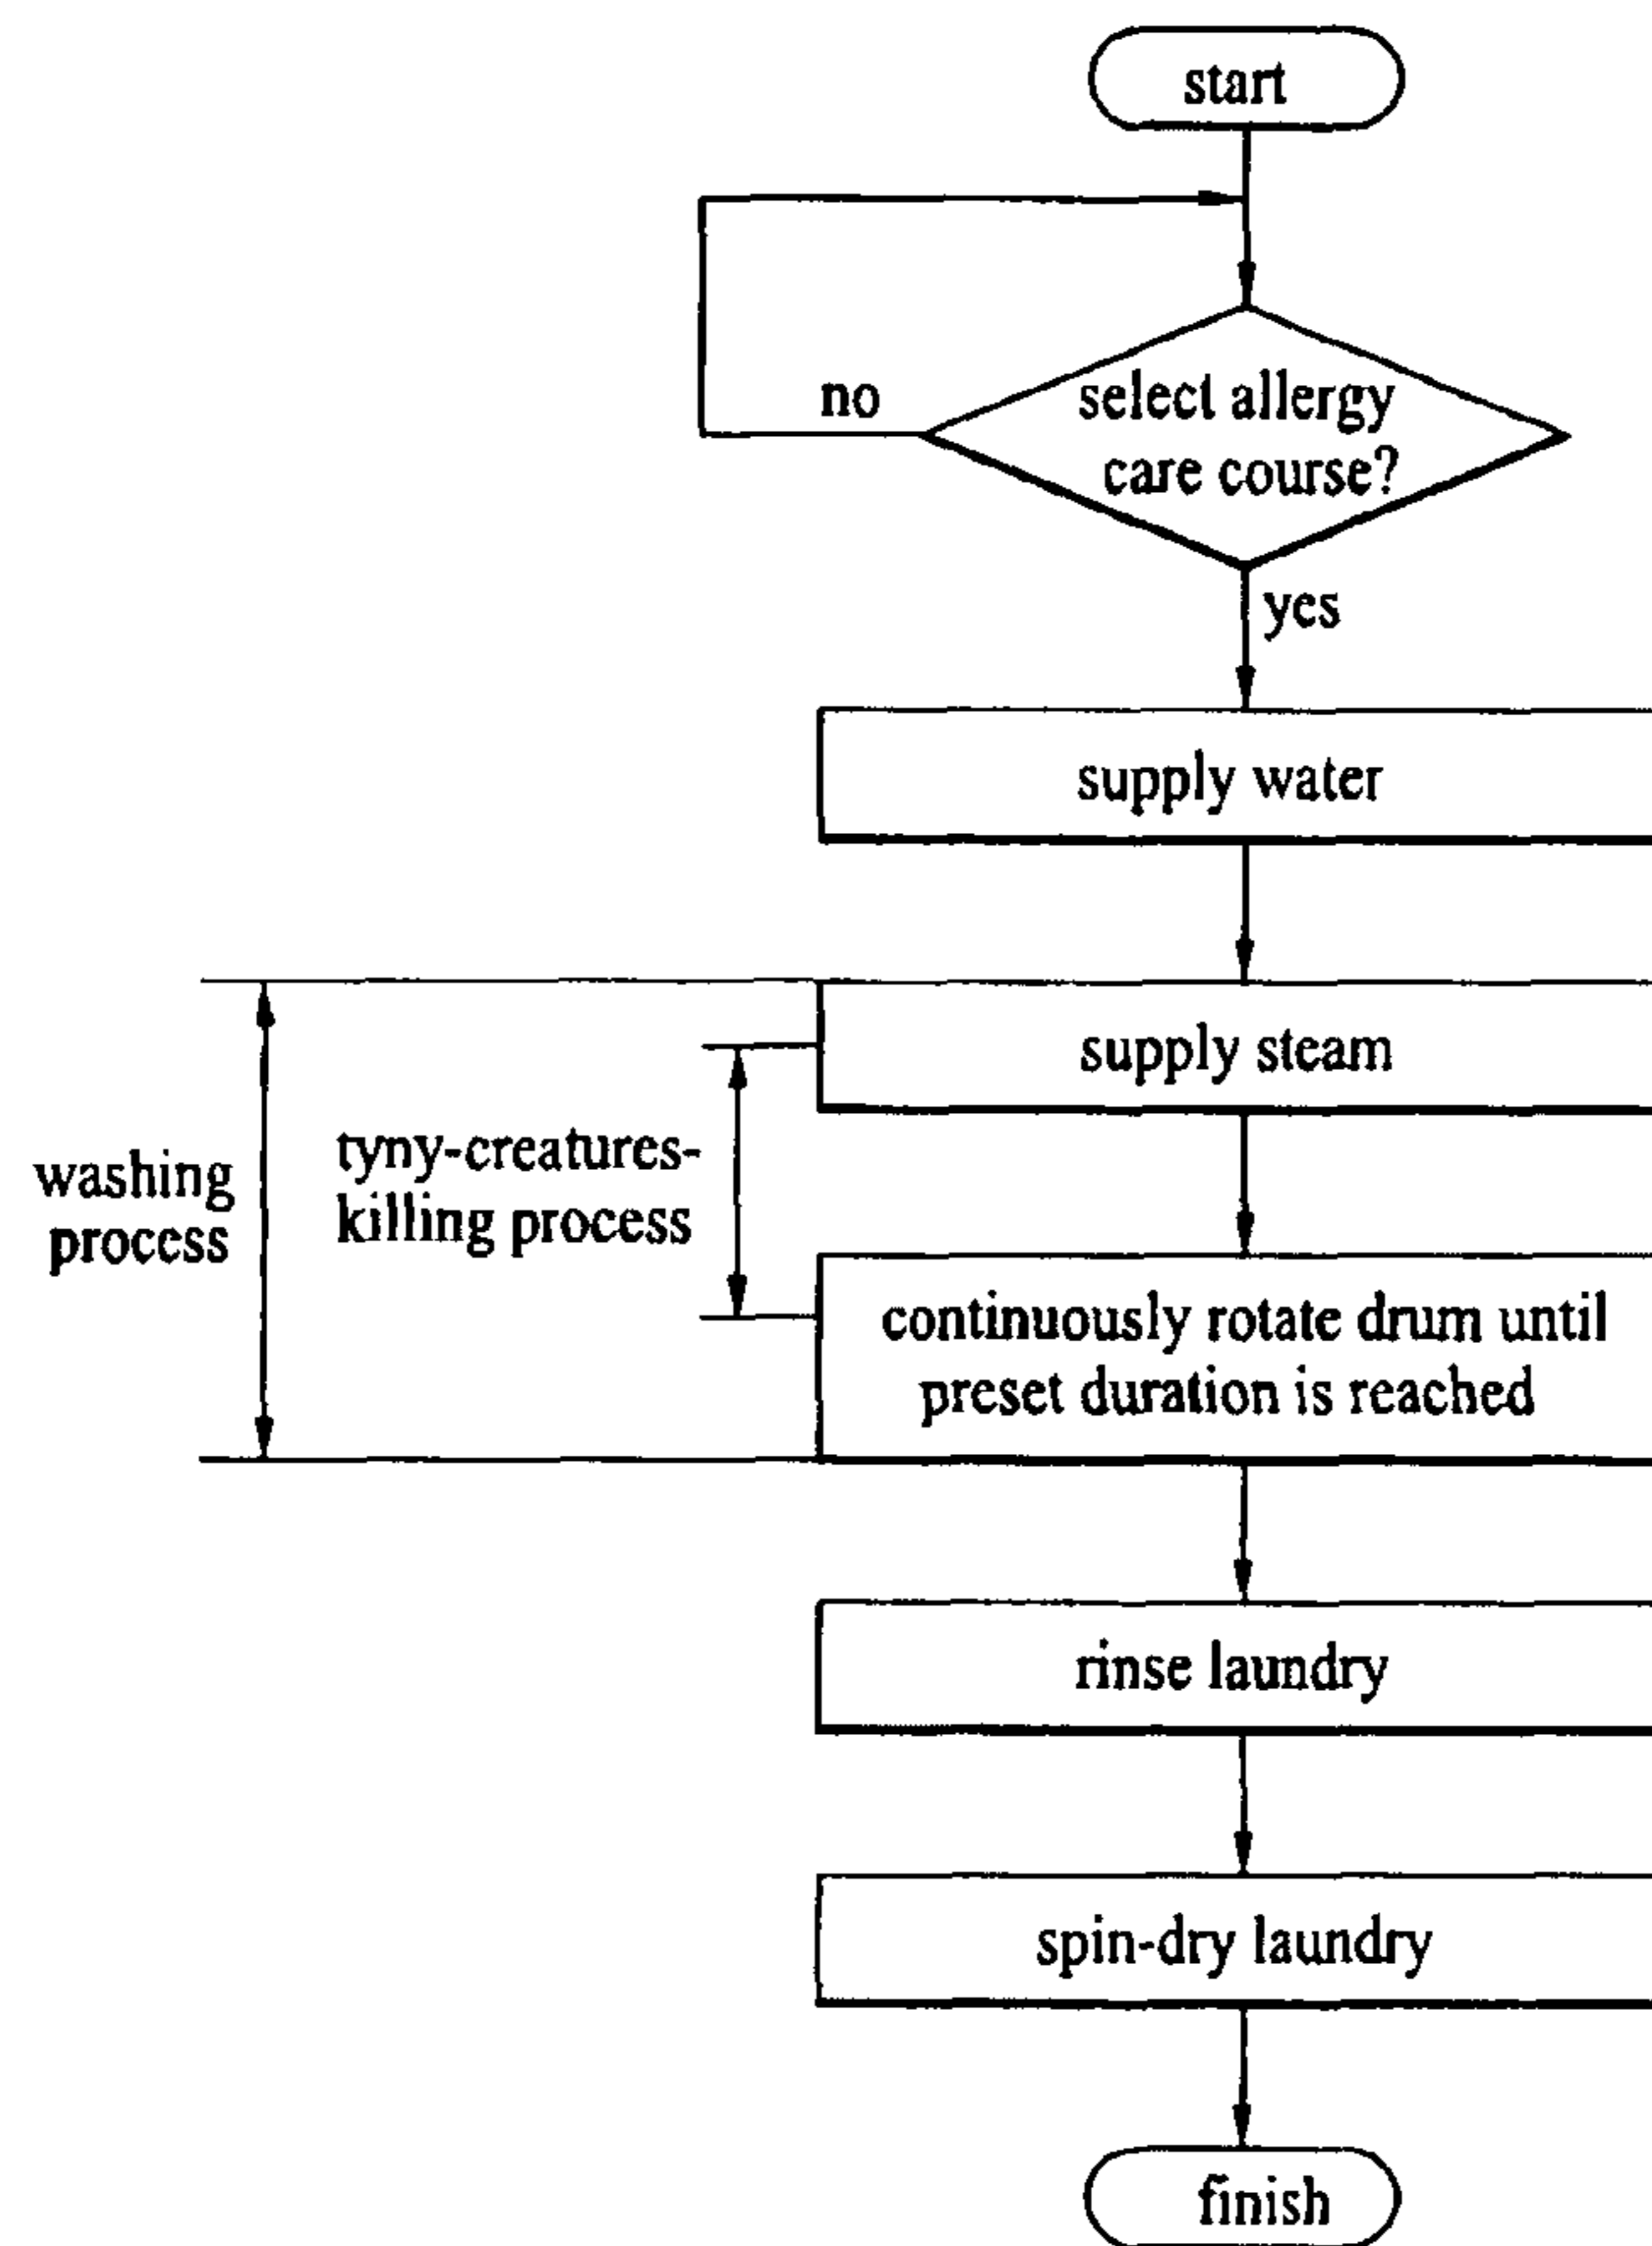 start
no
select allergy
care course?
yes
supply water
supply steam
washing
process
tyny-creatures-
killing process
continuously rotate drum until
preset duration is reached
rinse laundry
spin-dry laundry
finish